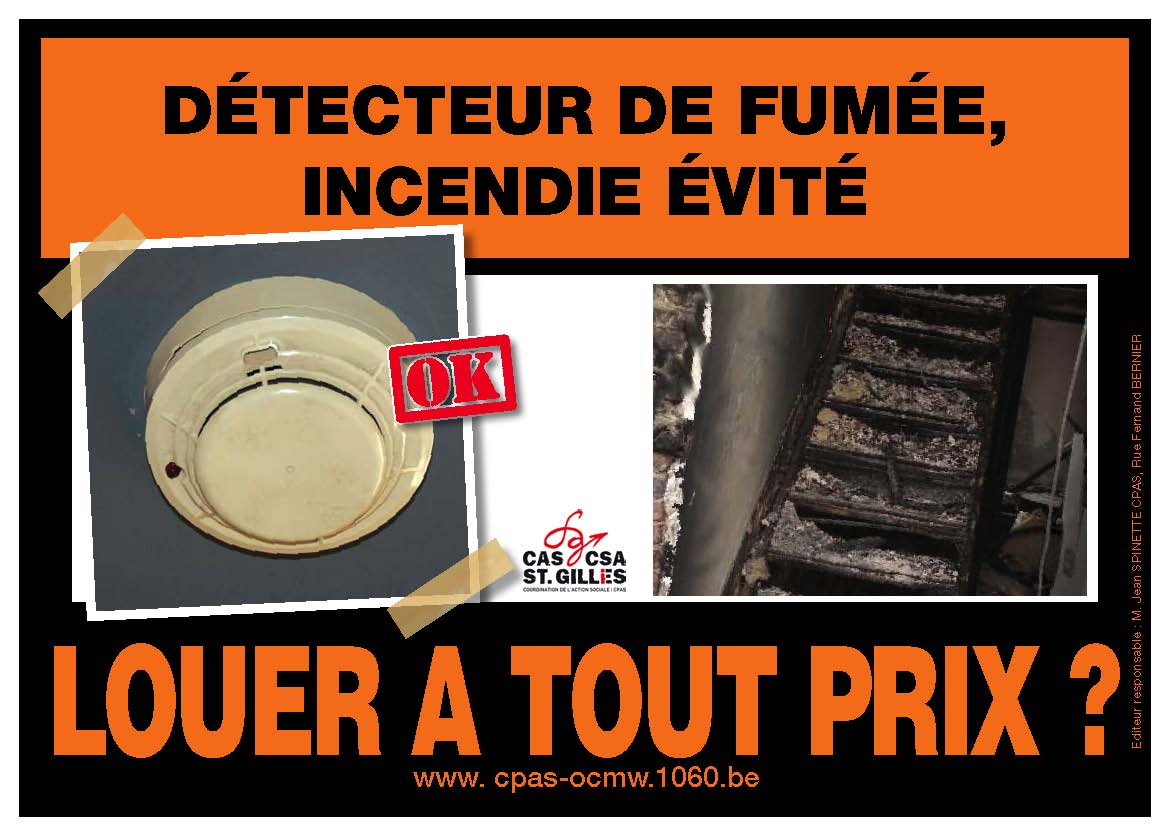 DÉTECTEUR DE FUMÉE,
INCENDIE ÉVITÉ
OK
CAS CSA
ST. GILLES
COORDINATION DE L'ACTION SOCIALE | CPAS
Editeur responsable : M. Jean SPINETTE CPAS, Rue Fernand BERNIER
LOUER A TOUT PRIX ?
www. cpas-ocmw.1060.be